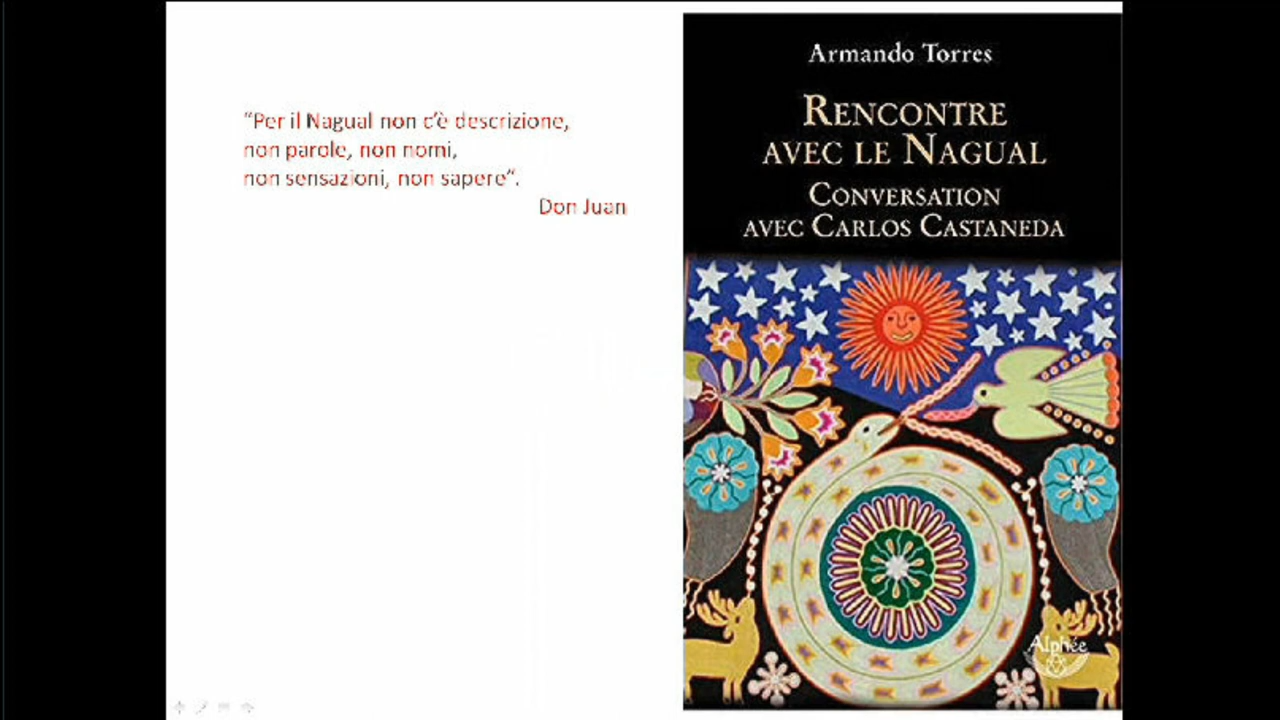 “Per il Nagual non c’è descrizione,
non parole, non nomi,
non sensazioni, non sapere”.
Don Juan
Armando Torres
RENCONTRE
AVEC LE NAGUAL
CONVERSATION
AVEC CARLOS CASTANEDA
Alphée